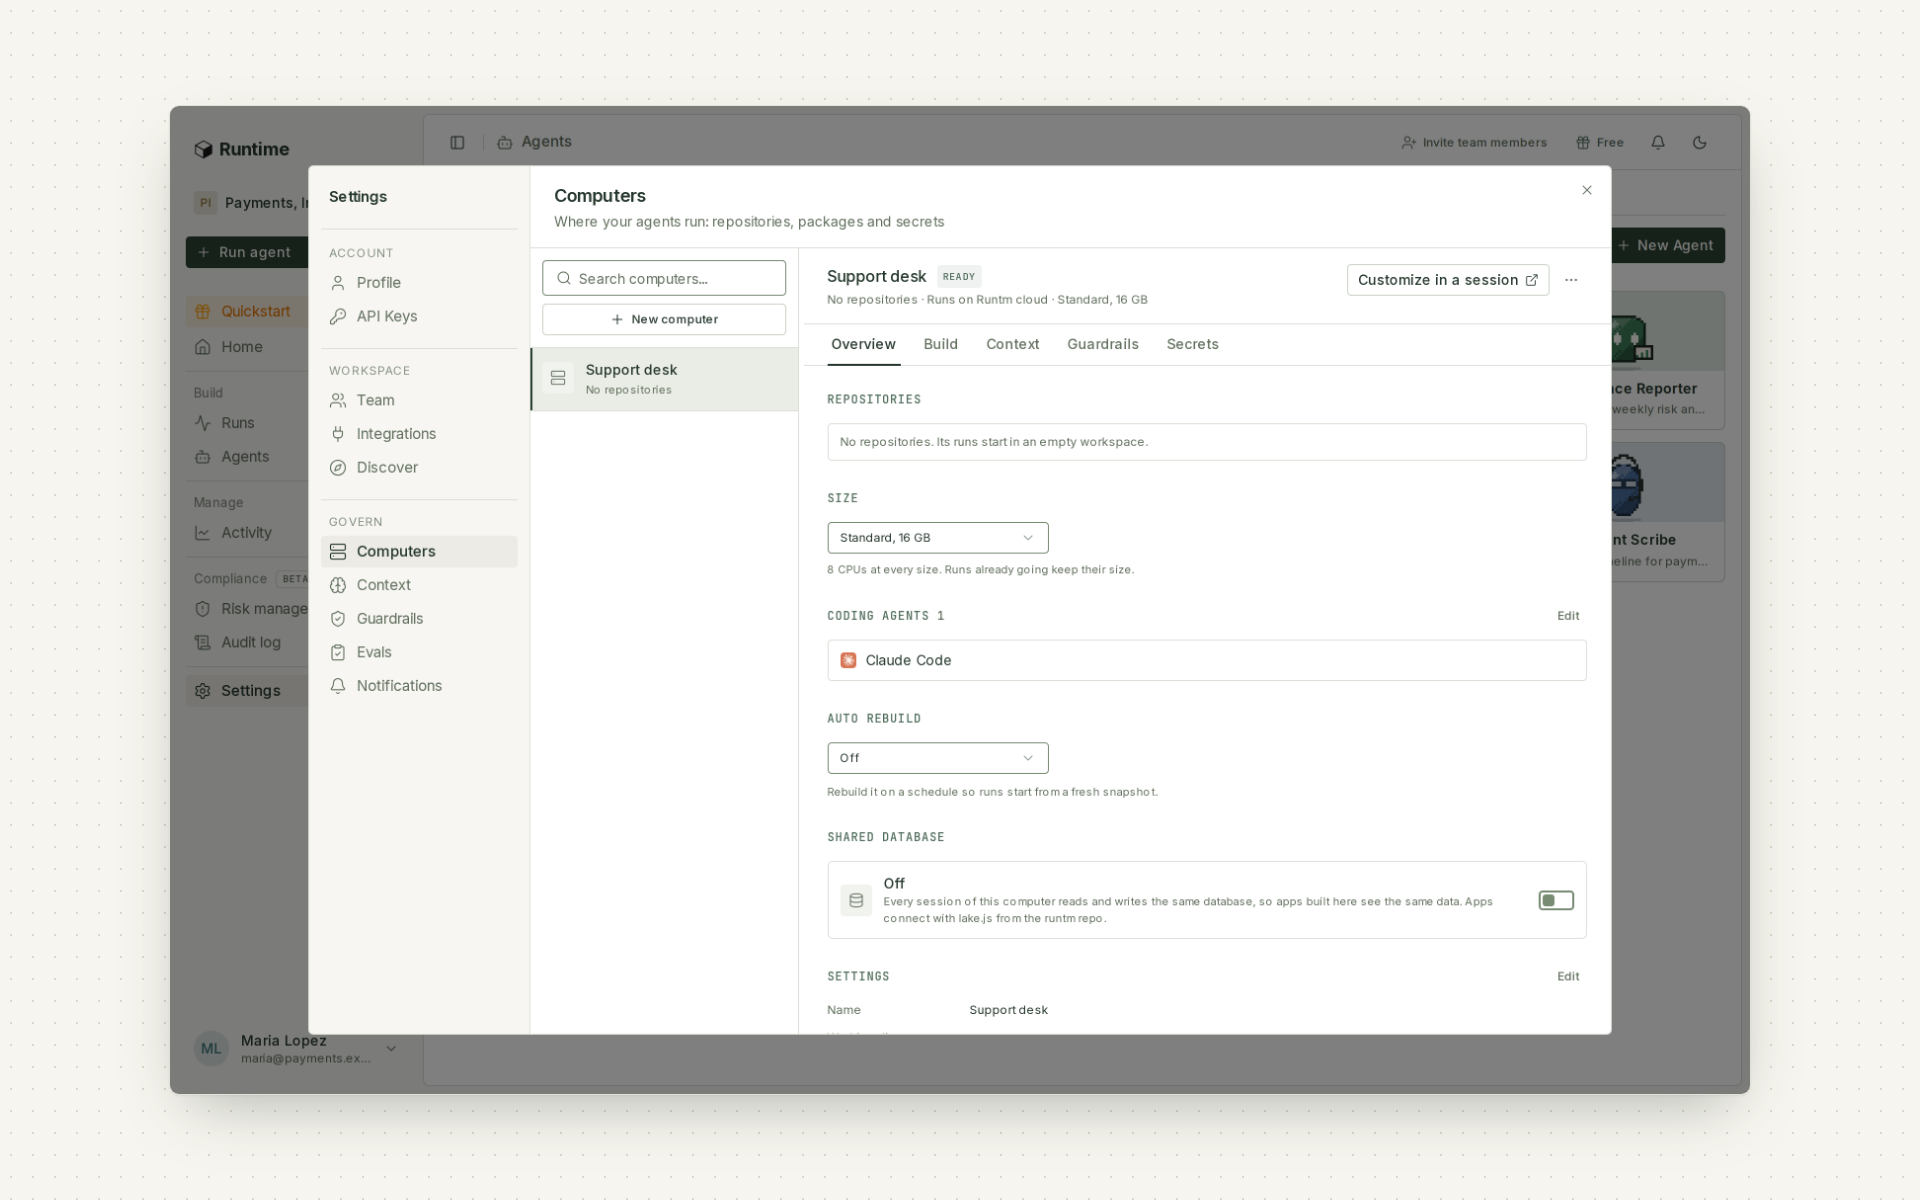 Runtime
PI
Payments, I
Run agent
Quickstart
Home
Build
Runs
Agents
Manage
Activity
Compliance BETA
Risk manage
Audit log
Settings
ML
Maria Lopez
maria@payments.ex...
Agents
Invite team members
Free
New Agent
ce Reporter
weekly risk an...
nt Scribe
eline for paym...
Settings
ACCOUNT
Profile
API Keys
WORKSPACE
Team
Integrations
Discover
GOVERN
Computers
Context
Guardrails
Evals
Notifications
Computers
Where your agents run: repositories, packages and secrets
Search computers...
New computer
Support desk
No repositories
Support desk READY
No repositories · Runs on Runtm cloud · Standard, 16 GB
Customize in a session
Overview
Build
Context
Guardrails
Secrets
REPOSITORIES
No repositories. Its runs start in an empty workspace.
SIZE
Standard, 16 GB
8 CPUs at every size. Runs already going keep their size.
CODING AGENTS 1
Edit
Claude Code
AUTO REBUILD
Off
Rebuild it on a schedule so runs start from a fresh snapshot.
SHARED DATABASE
Off
Every session of this computer reads and writes the same database, so apps built here see the same data. Apps
connect with lake.js from the runtm repo.
SETTINGS
Edit
Name
Support desk